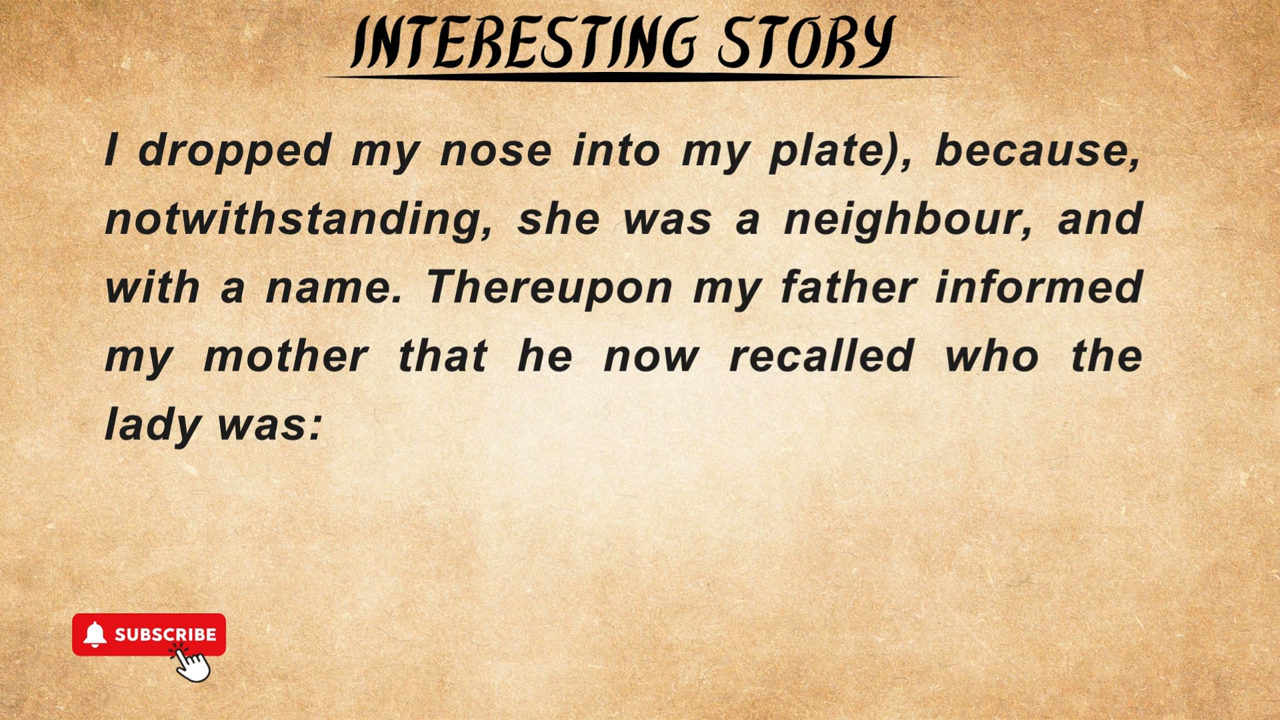 INTERESTING STORY
I dropped my nose into my plate), because,
notwithstanding, she was a neighbour, and
with a name. Thereupon my father informed
my mother that he now recalled who the
lady was:
SUBSCRIBE